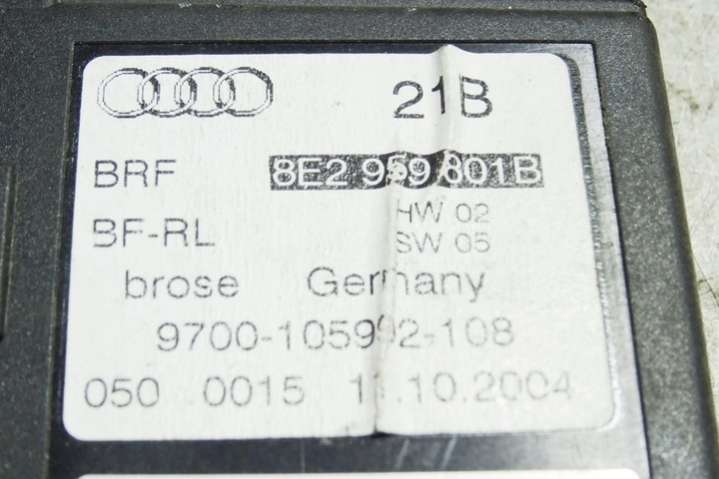 21B
BRF 8E2 959 801B
HW 02
BF-RL
SW 05
brose Germany
9700-105992-108
050 0015 11.10.2004